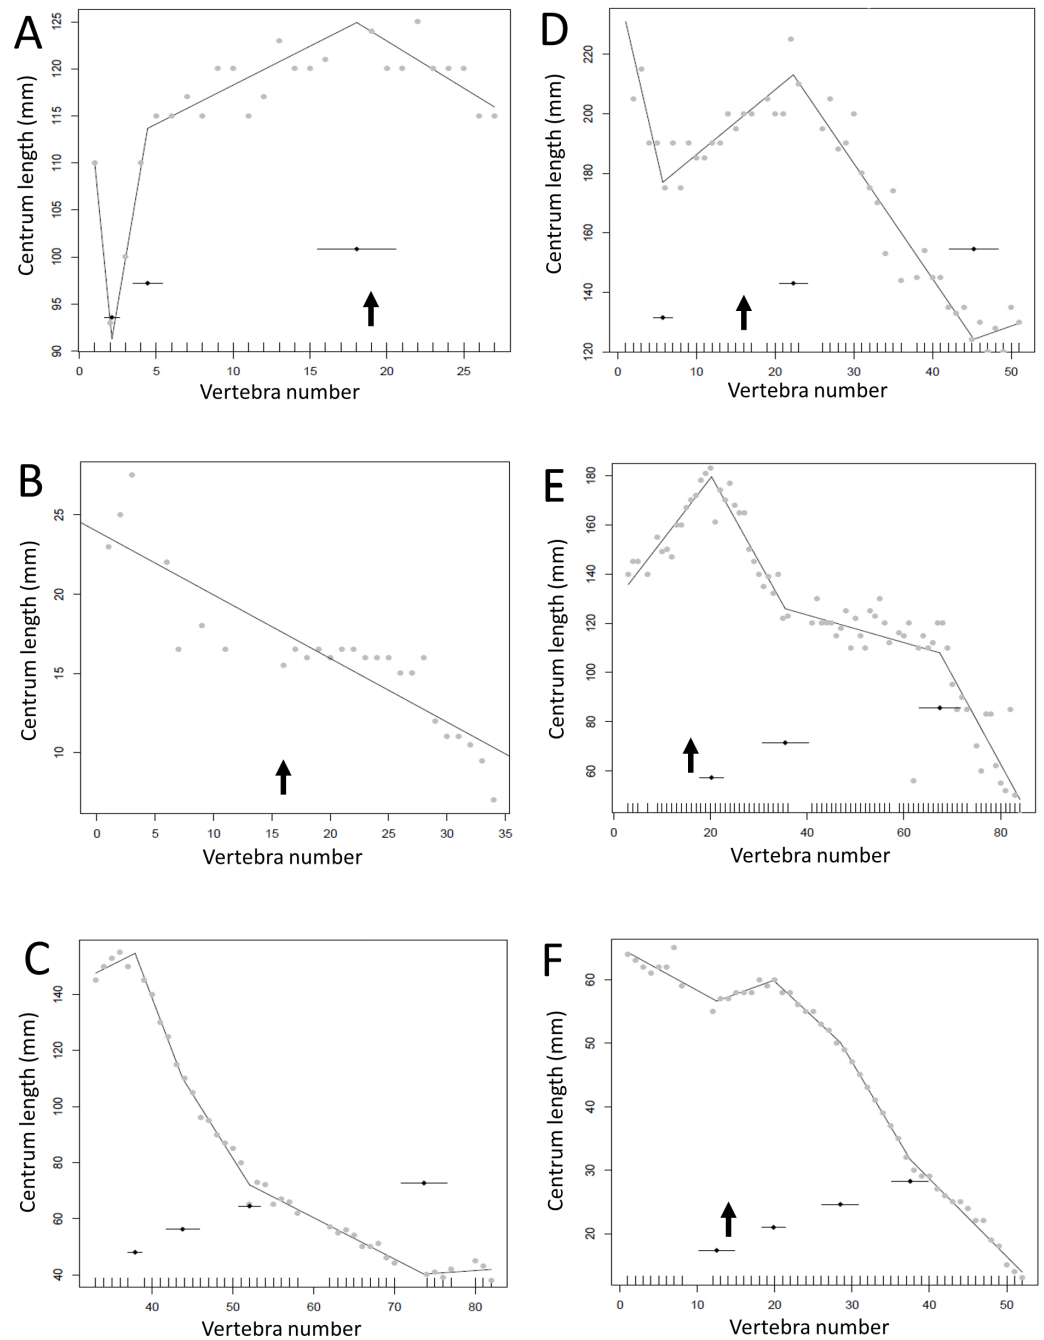 A
Centrum length (mm)
125
120
115
110
105
100
95
90
0 5 10 15 20 25
Vertebra number
D
Centrum length (mm)
220
200
180
160
140
120
0 10 20 30 40 50
Vertebra number
B
Centrum length (mm)
25
20
15
10
0 5 10 15 20 25 30 35
Vertebra number
E
Centrum length (mm)
180
160
140
120
100
80
60
0 20 40 60 80
Vertebra number
C
Centrum length (mm)
140
120
100
80
60
40
40 50 60 70 80
Vertebra number
F
Centrum length (mm)
60
50
40
30
20
0 10 20 30 40 50
Vertebra number